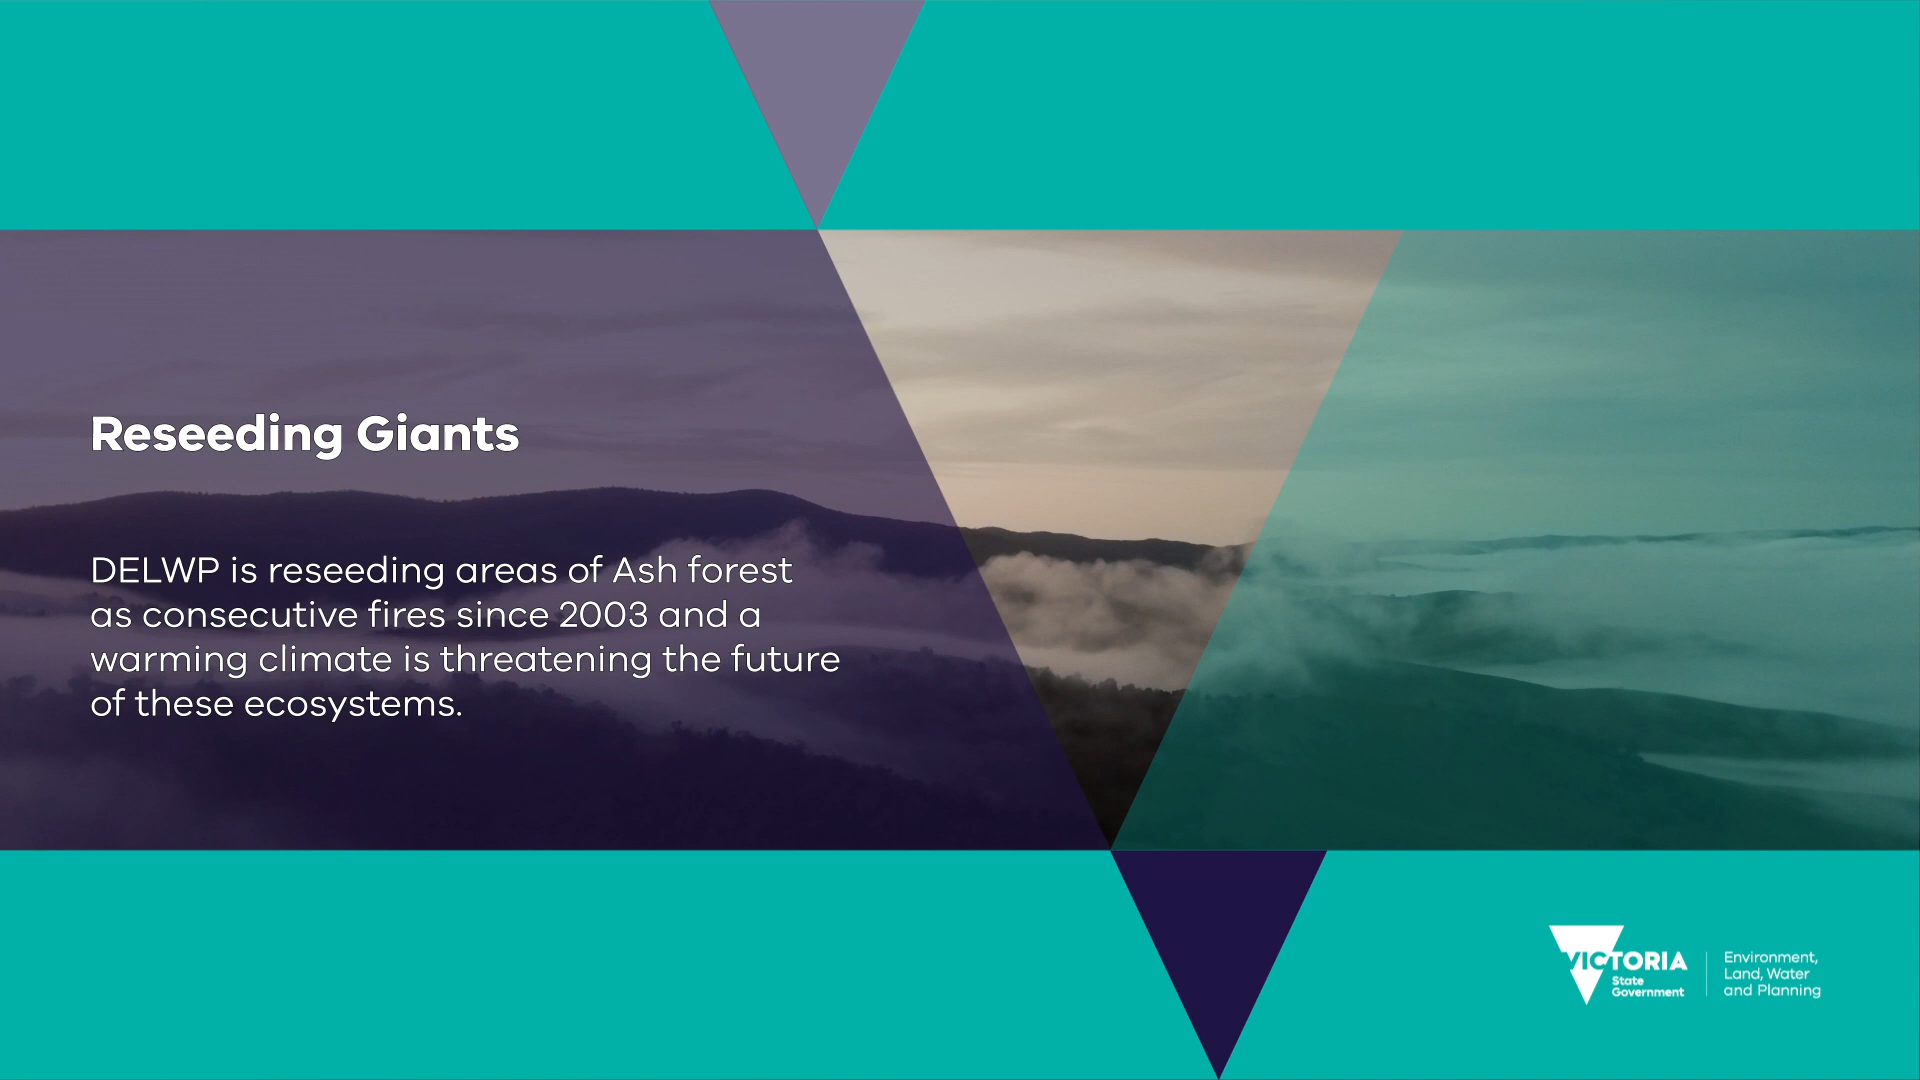 Reseeding Giants
DELWP is reseeding areas of Ash forest
as consecutive fires since 2003 and a
warming climate is threatening the future
of these ecosystems.
VICTORIA
State
Government
Environment,
Land, Water
and Planning